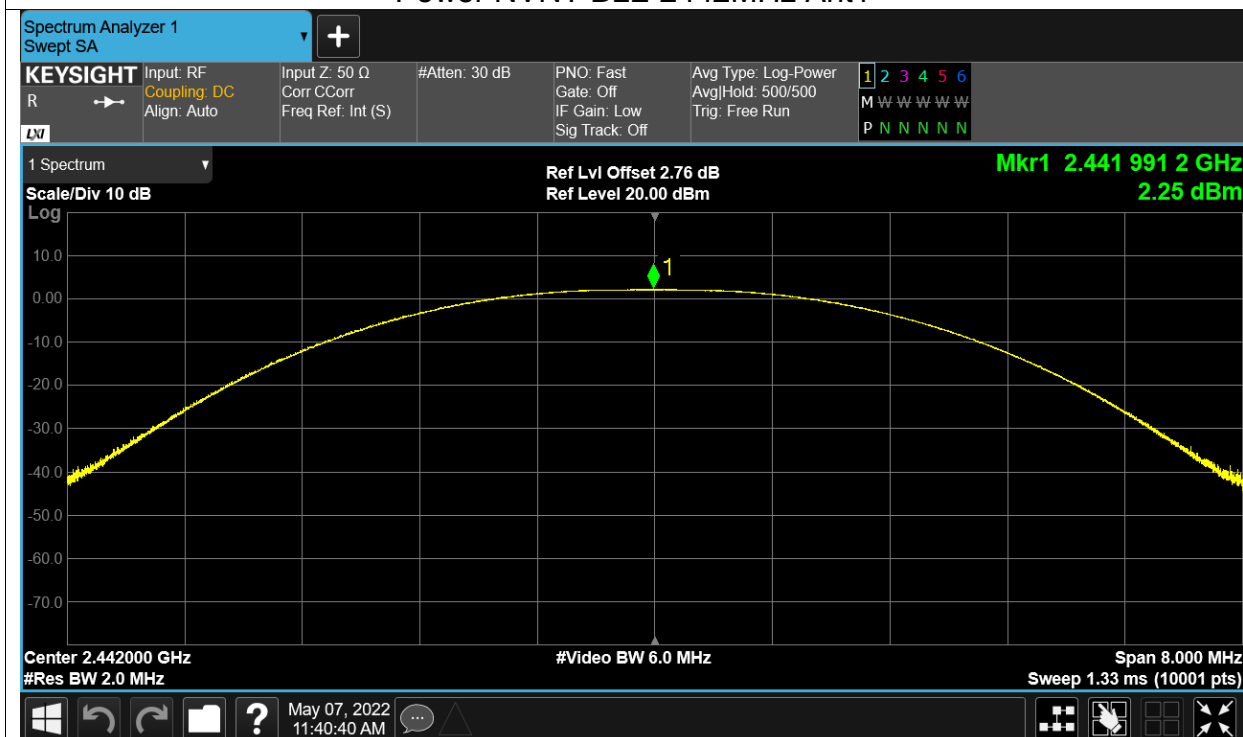 Power NVNT BLE 2442MHz Ant1
Spectrum Analyzer 1
Swept SA
KEYSIGHT Input: RF Input Z: 50 Ω #Atten: 30 dB PNO: Fast Avg Type: Log-Power 1 2 3 4 5 6
R Coupling: DC Corr CCorr Gate: Off Avg|Hold: 500/500 M W W W W W
Align: Auto Freq Ref: Int (S) IF Gain: Low Trig: Free Run
LXI Sig Track: Off P N N N N N
1 Spectrum Ref Lvl Offset 2.76 dB Mkr1 2.441 991 2 GHz
Scale/Div 10 dB Ref Level 20.00 dBm 2.25 dBm
Log
10.0
1
0.00
-10.0
-20.0
-30.0
-40.0
-50.0
-60.0
-70.0
Center 2.442000 GHz #Video BW 6.0 MHz Span 8.000 MHz
#Res BW 2.0 MHz Sweep 1.33 ms (10001 pts)
? May 07, 2022
11:40:40 AM